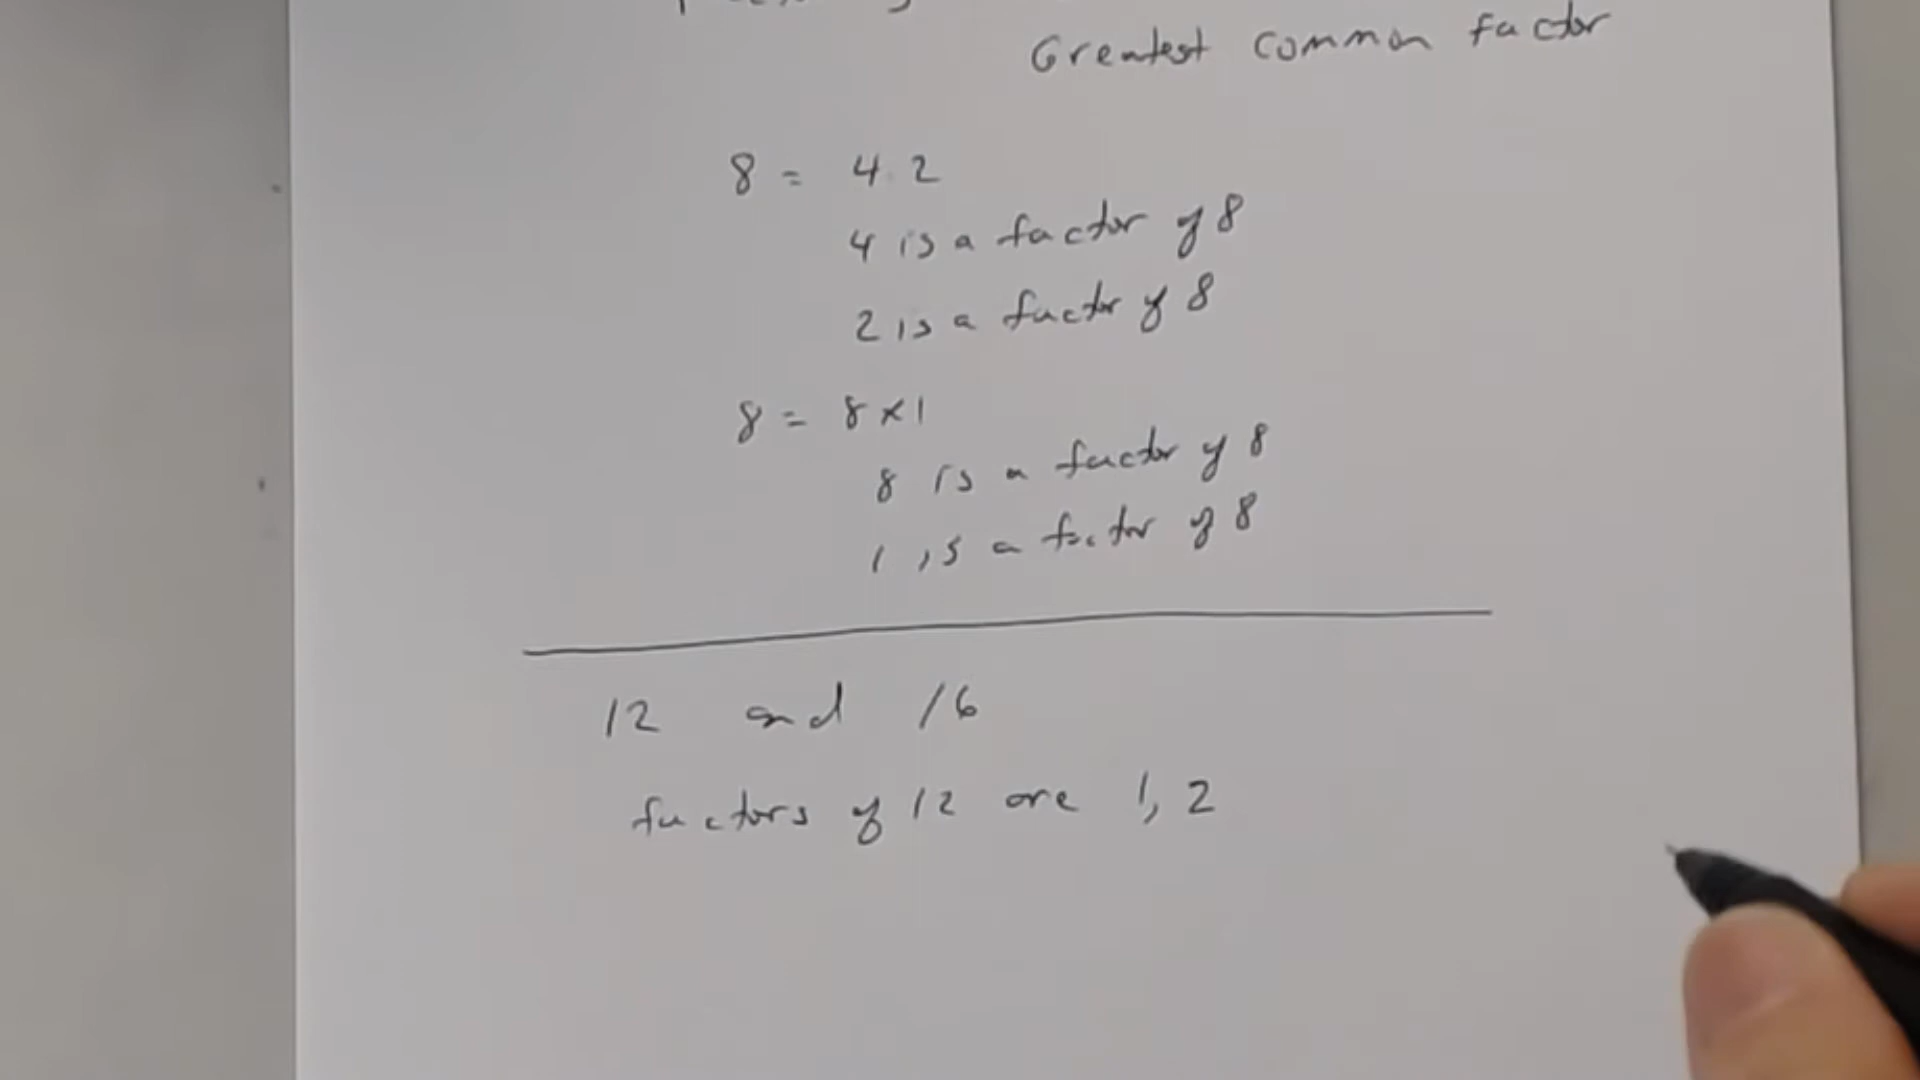 Greatest common factor
8 = 4.2
4 is a factor of 8
2 is a factor of 8
8 = 8 × 1
8 is a factor of 8
1 is a factor of 8
12 and 16
factors of 12 are 1, 2